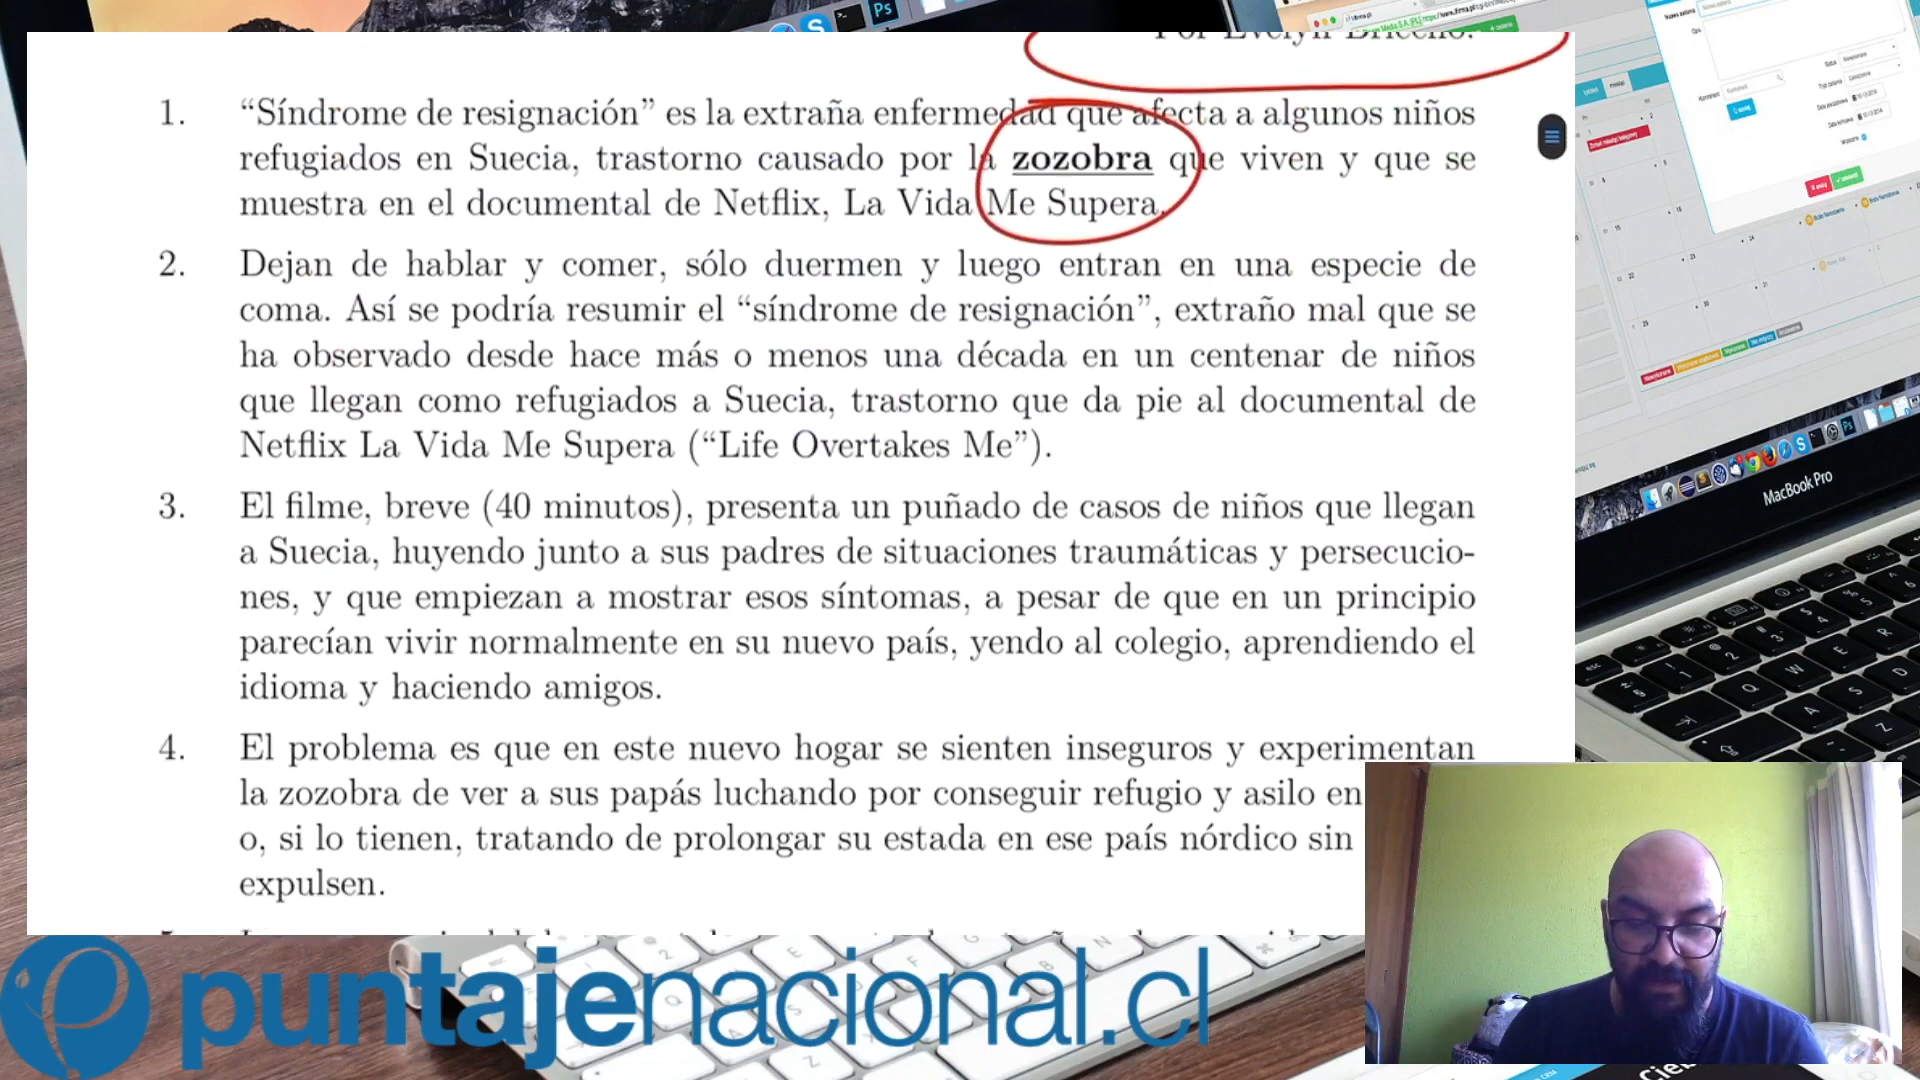 Por Evelyn Briceño.
1. “Síndrome de resignación” es la extraña enfermedad que afecta a algunos niños
refugiados en Suecia, trastorno causado por la zozobra que viven y que se
muestra en el documental de Netflix, La Vida Me Supera.
2. Dejan de hablar y comer, sólo duermen y luego entran en una especie de
coma. Así se podría resumir el “síndrome de resignación”, extraño mal que se
ha observado desde hace más o menos una década en un centenar de niños
que llegan como refugiados a Suecia, trastorno que da pie al documental de
Netflix La Vida Me Supera (“Life Overtakes Me”).
3. El filme, breve (40 minutos), presenta un puñado de casos de niños que llegan
a Suecia, huyendo junto a sus padres de situaciones traumáticas y persecucio-
nes, y que empiezan a mostrar esos síntomas, a pesar de que en un principio
parecían vivir normalmente en su nuevo país, yendo al colegio, aprendiendo el
idioma y haciendo amigos.
4. El problema es que en este nuevo hogar se sienten inseguros y experimentan
la zozobra de ver a sus papás luchando por conseguir refugio y asilo en
o, si lo tienen, tratando de prolongar su estada en ese país nórdico sin
expulsen.
MacBook Pro
puntajenacional.cl